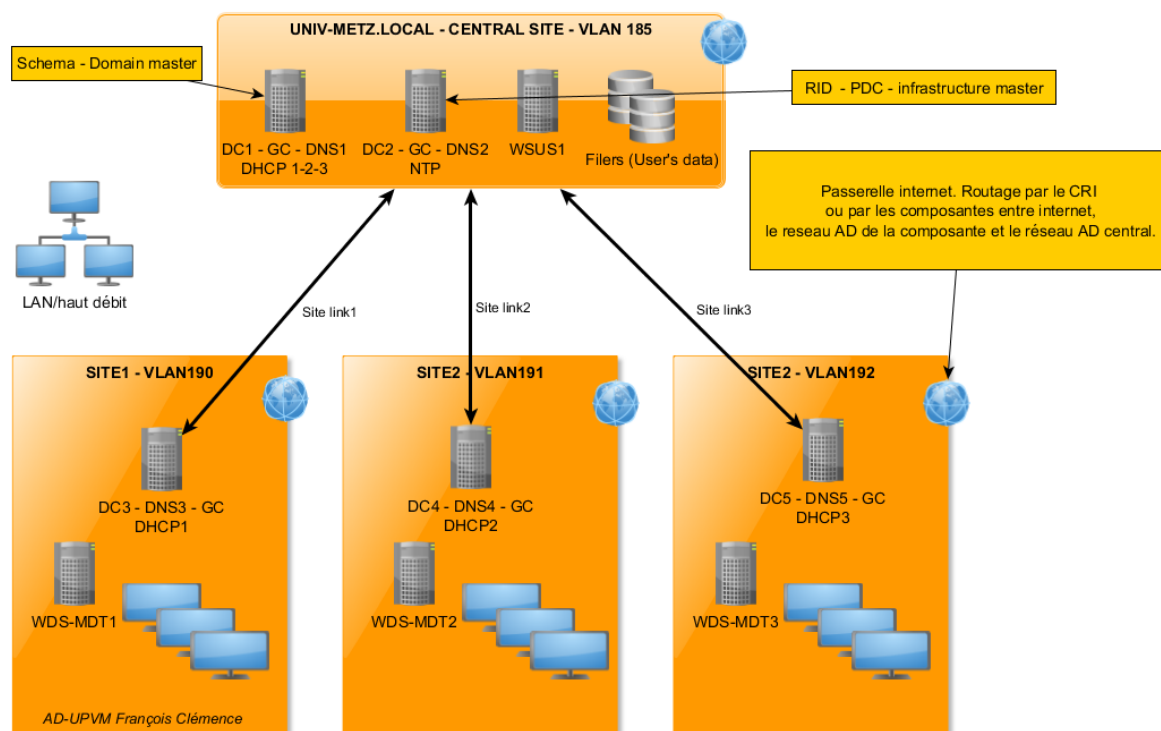 UNIV-METZ.LOCAL - CENTRAL SITE - VLAN 185
Schema - Domain master
RID - PDC - infrastructure master
DC1 - GC - DNS1
DHCP 1-2-3
DC2 - GC - DNS2
NTP
WSUS1
Filers (User's data)
Passerelle internet. Routage par le CRI
ou par les composantes entre internet,
le reseau AD de la composante et le réseau AD central.
LAN/haut débit
Site link1
Site link2
Site link3
SITE1 - VLAN190
DC3 - DNS3 - GC
DHCP1
WDS-MDT1
AD-UPVM François Clémence
SITE2 - VLAN191
DC4 - DNS4 - GC
DHCP2
WDS-MDT2
SITE2 - VLAN192
DC5 - DNS5 - GC
DHCP3
WDS-MDT3